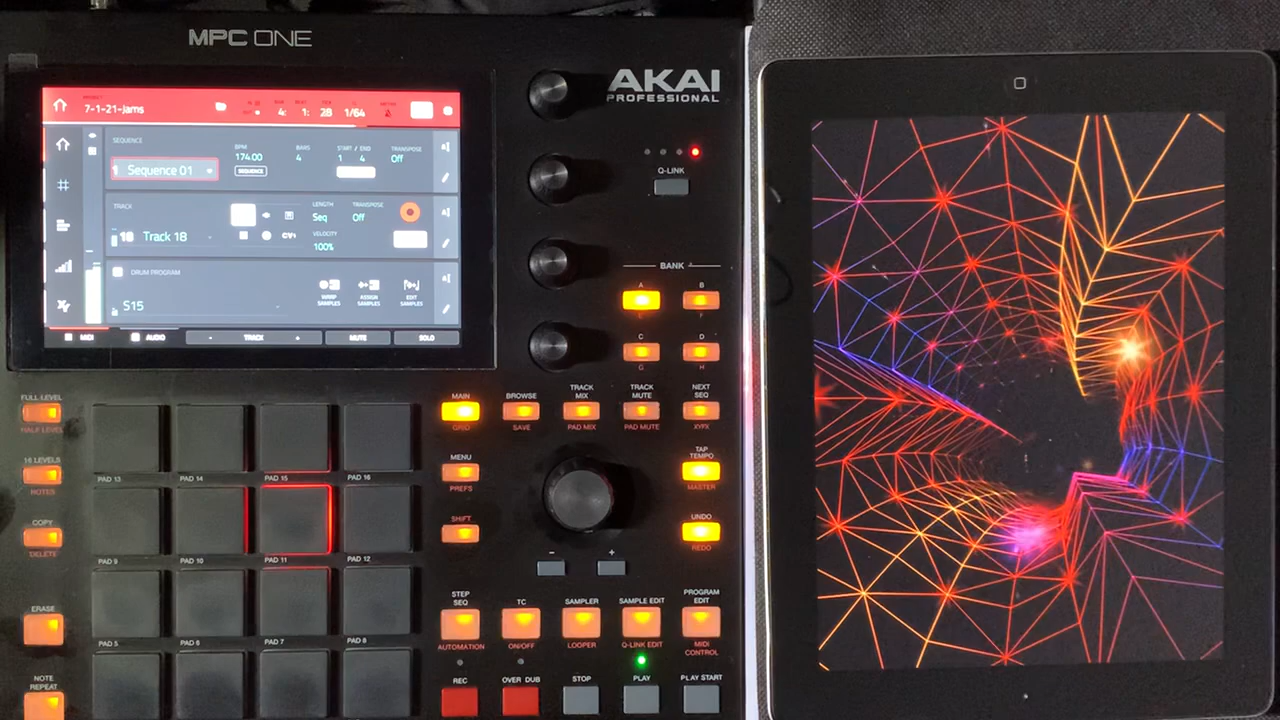 MPC ONE
AKAI
PROFESSIONAL
7-1-21-Jams
4: 1: 28 1/64
SEQUENCE
BPM
BARS
START / END
TRANSPOSE
1 Sequence 01
174.00
4
1 4
Off
SEQUENCE
TRACK
LENGTH
TRANSPOSE
Seq
Off
18 Track 18
CV
VELOCITY
100%
DRUM PROGRAM
S15
WARP SAMPLES
ASSIGN SAMPLES
EDIT SAMPLES
MIDI
AUDIO
- TRACK +
MUTE
SOLO
Q-LINK
BANK
A
B
F
C
D
G
H
FULL LEVEL
HALF LEVEL
16 LEVELS
NOTES
COPY
DELETE
ERASE
NOTE REPEAT
PAD 13
PAD 14
PAD 15
PAD 16
PAD 9
PAD 10
PAD 11
PAD 12
PAD 5
PAD 6
PAD 7
PAD 8
MAIN
GRID
BROWSE
SAVE
TRACK MIX
PAD MIX
TRACK MUTE
PAD MUTE
NEXT SEQ
XYFX
MENU
PREFS
TAP TEMPO
MASTER
SHIFT
UNDO
REDO
−
+
STEP SEQ
AUTOMATION
TC
ON/OFF
SAMPLER
LOOPER
SAMPLE EDIT
Q-LINK EDIT
PROGRAM EDIT
MIDI CONTROL
REC
OVER DUB
STOP
PLAY
PLAY START